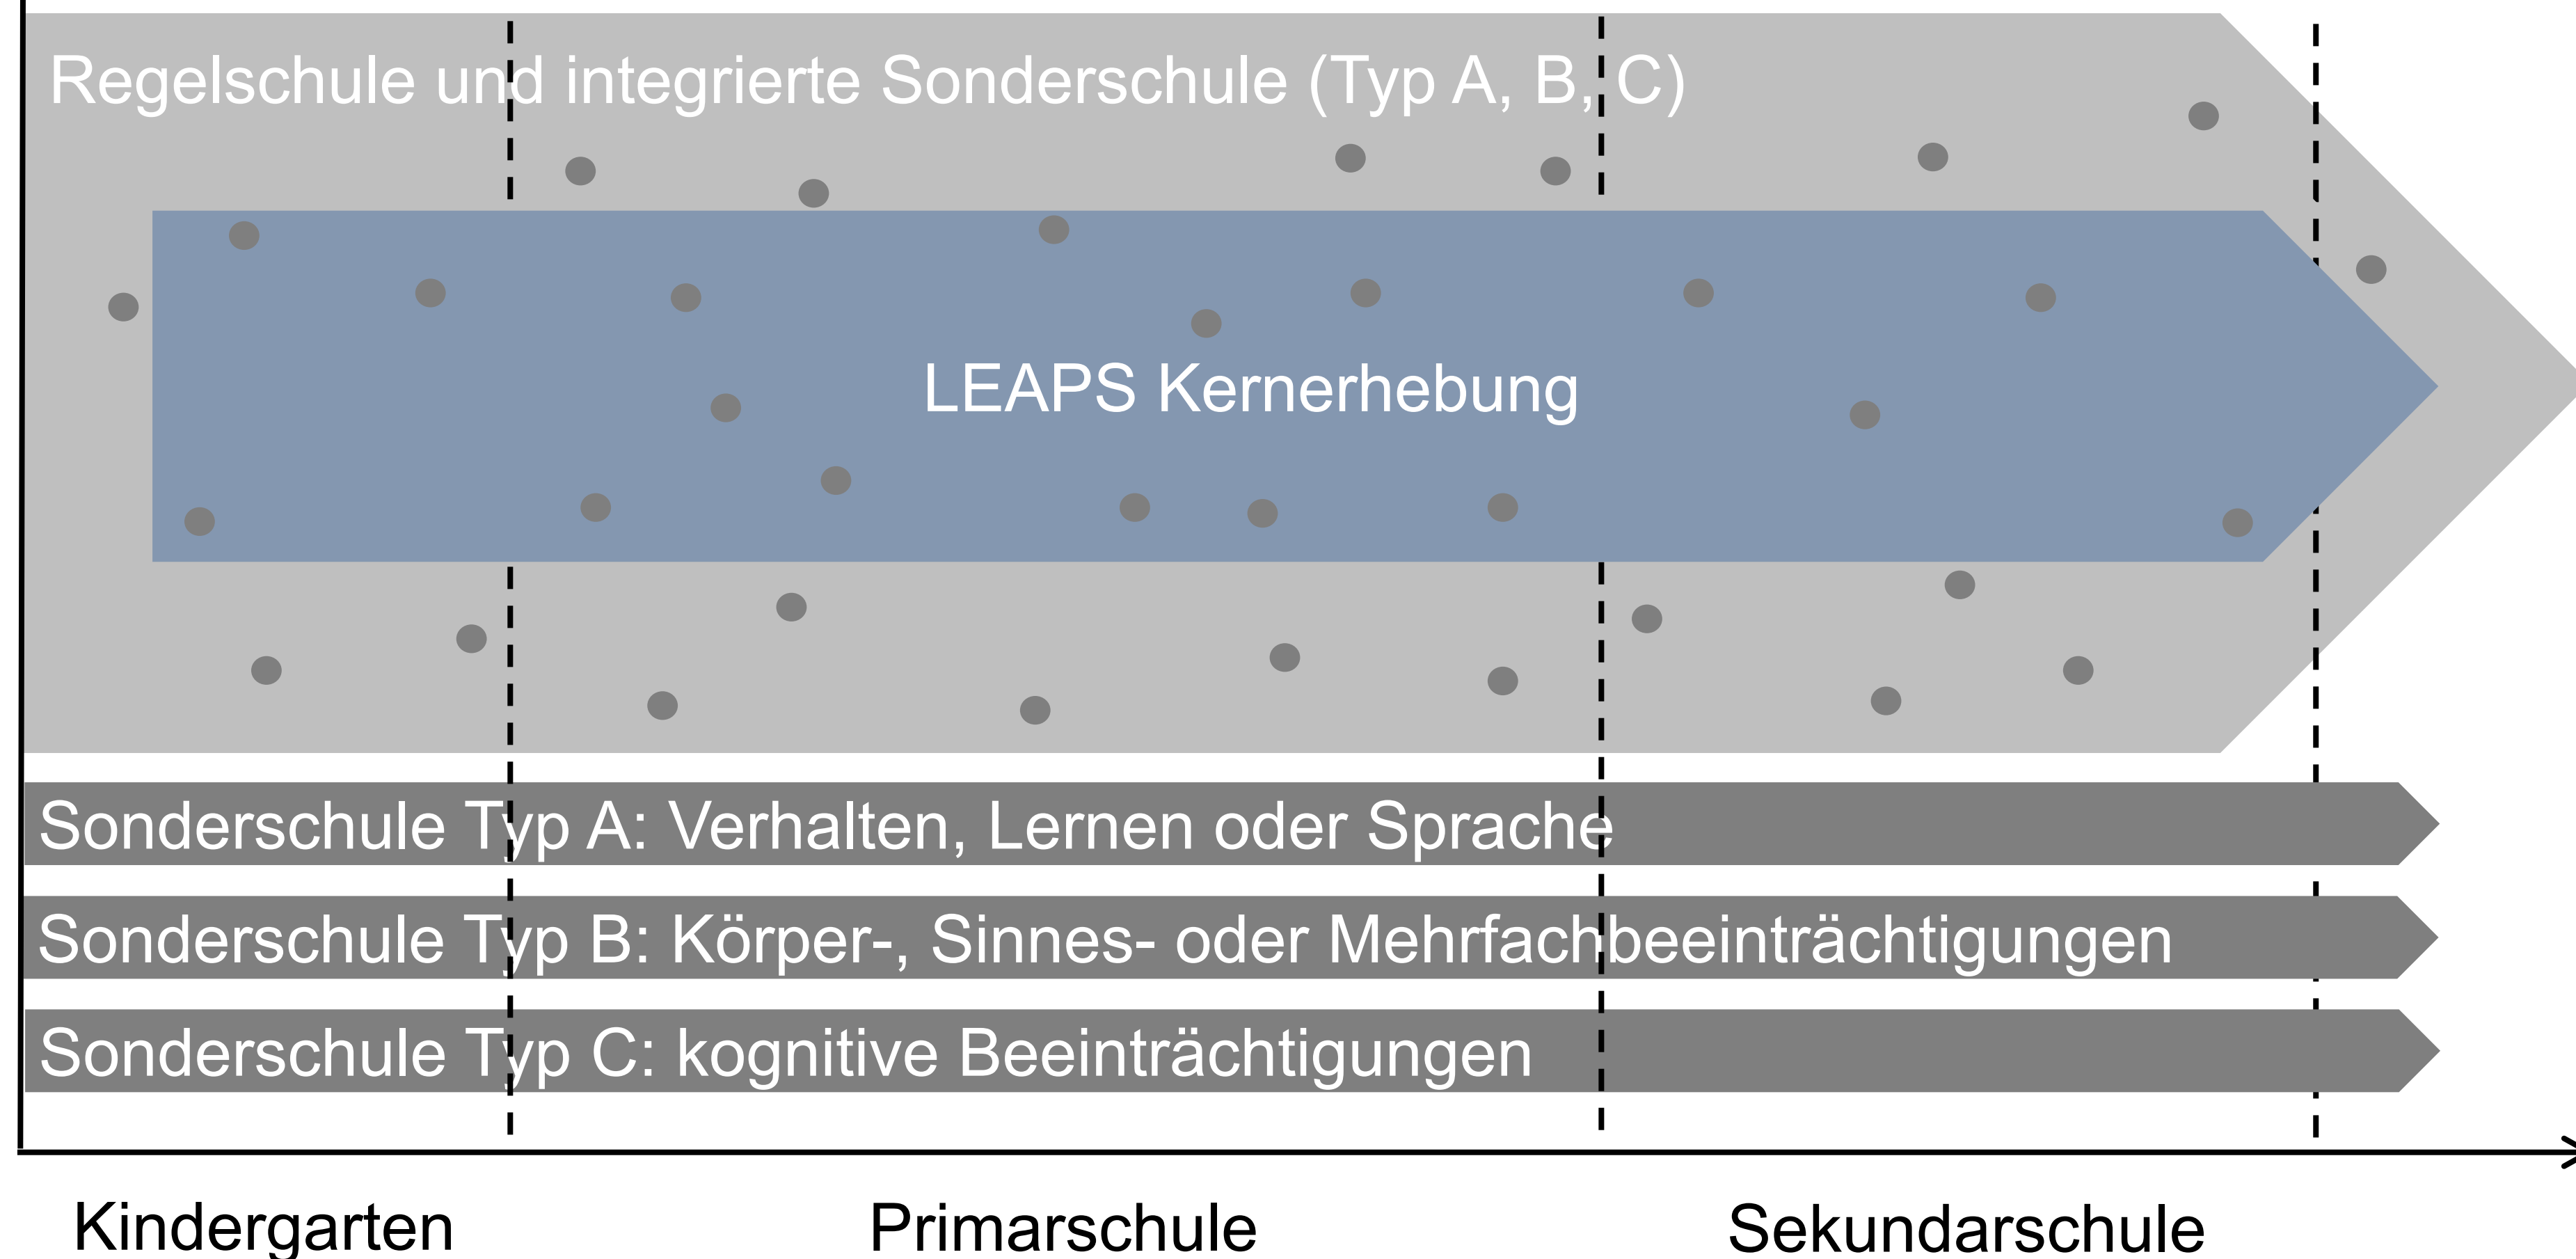 Regelschule und integrierte Sonderschule (Typ A, B, C)
LEAPS Kernerhebung
Sonderschule Typ A: Verhalten, Lernen oder Sprache
Sonderschule Typ B: Körper-, Sinnes- oder Mehrfachbeeinträchtigungen
Sonderschule Typ C: kognitive Beeinträchtigungen
Kindergarten Primarschule Sekundarschule